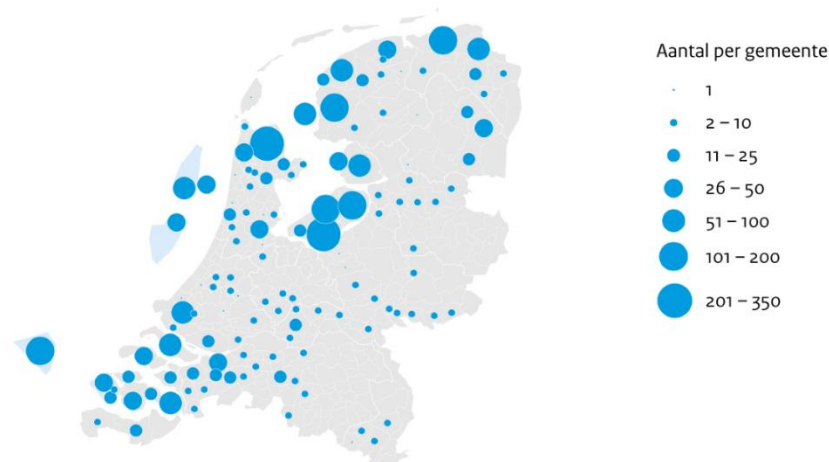 Aantal per gemeente
1
2 – 10
11 – 25
26 – 50
51 – 100
101 – 200
201 – 350